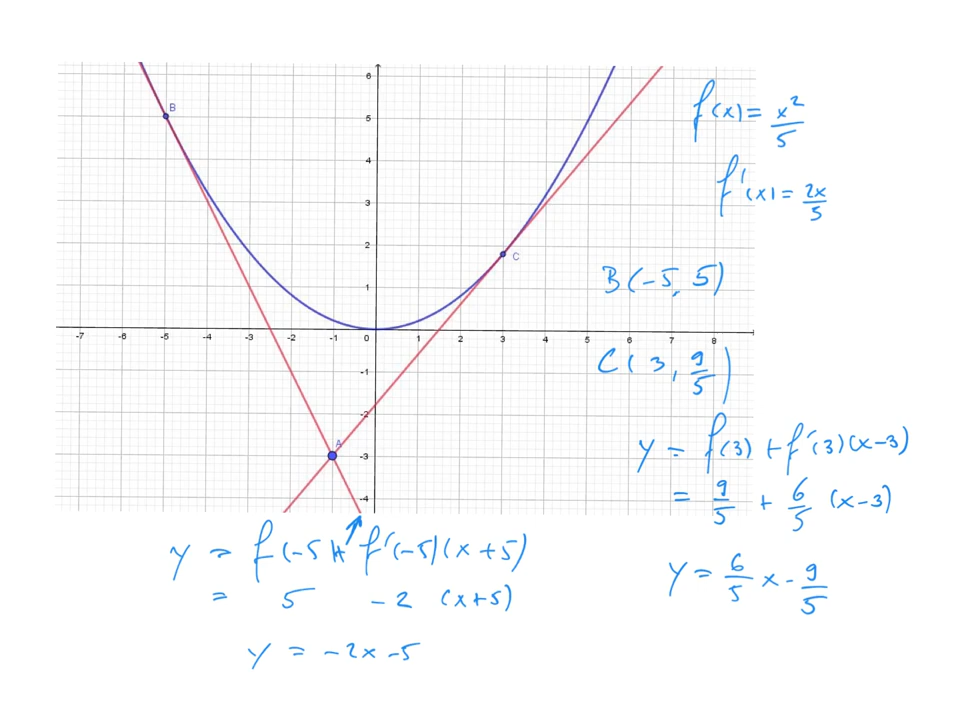 f(x) = x²/5
f'(x) = 2x/5
B(-5, 5)
C(3, 9/5)
y = f(3) + f'(3)(x-3)
= 9/5 + 6/5 (x-3)
y = 6/5 x - 9/5
y = f(-5) + f'(-5)(x+5)
= 5 -2 (x+5)
y = -2x -5
B
C
A
6
5
4
2
1
-7 -6 -5 -4 -3 -2 -1 0 1 2 3 4 5 6 7 8
-1
-2
-3
-4